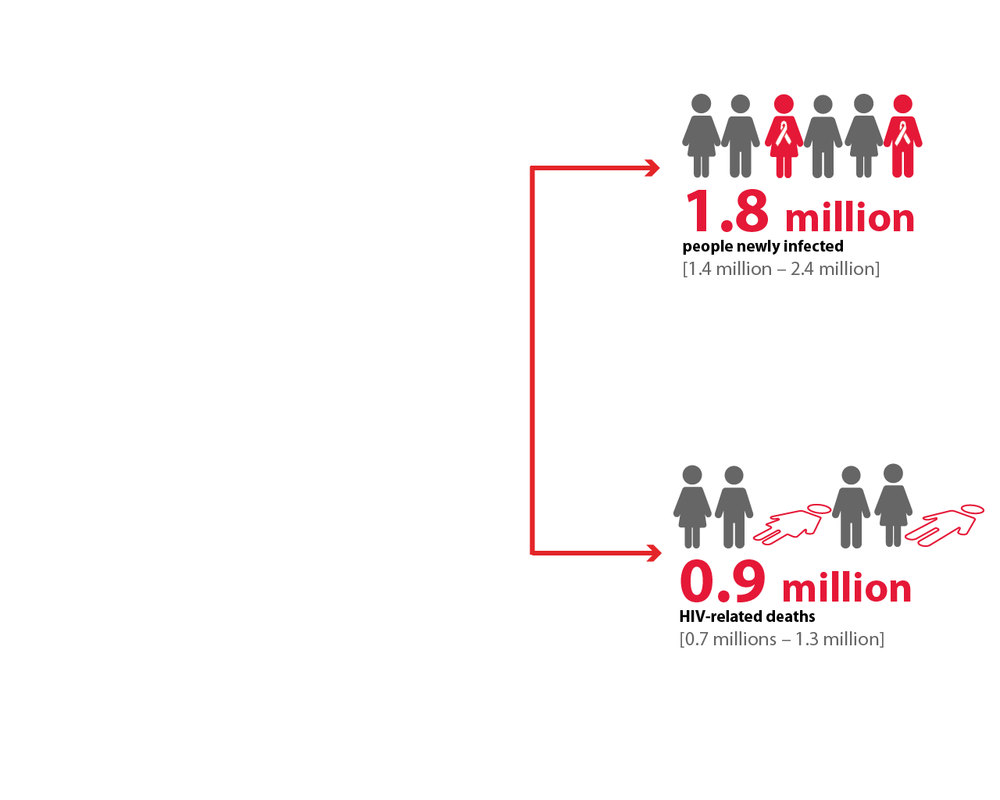 1.8 million
people newly infected
[1.4 million – 2.4 million]
0.9 million
HIV-related deaths
[0.7 millions – 1.3 million]